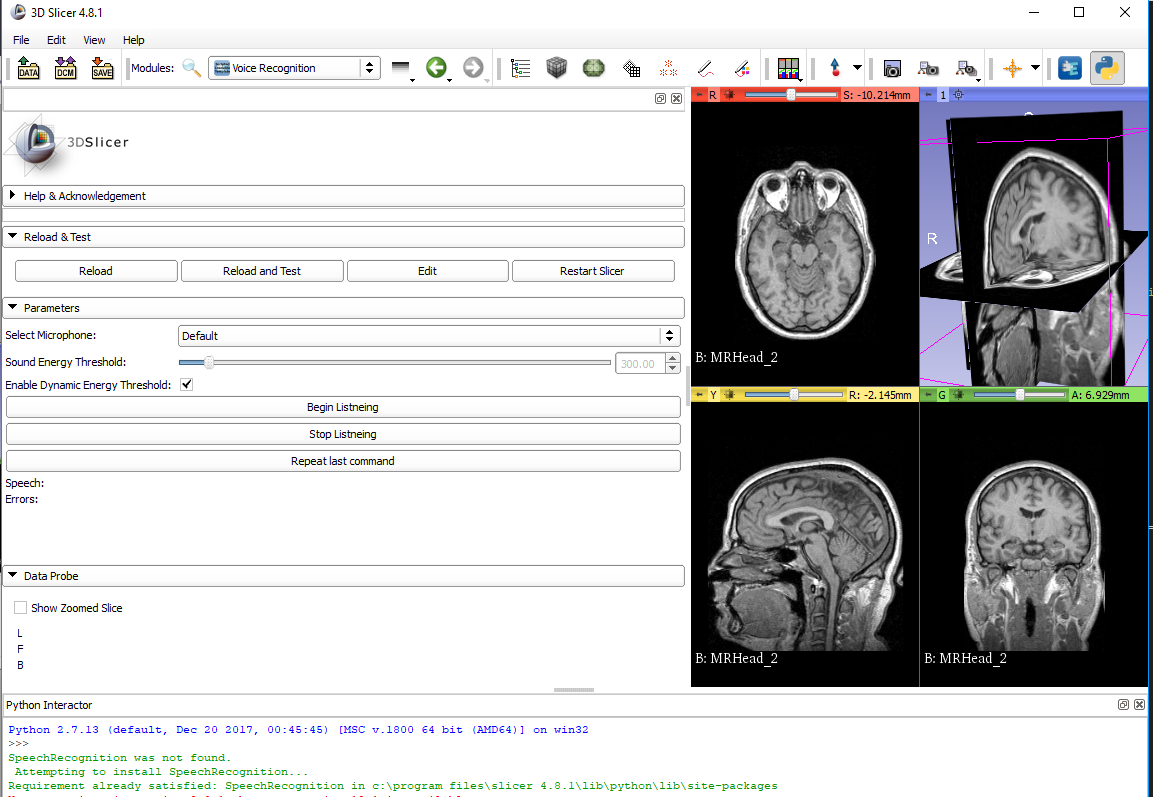 3D Slicer 4.8.1
File Edit View Help
DATA DCM SAVE Modules: Voice Recognition
3DSlicer
Help & Acknowledgement
Reload & Test
Reload Reload and Test Edit Restart Slicer
Parameters
Select Microphone: Default
Sound Energy Threshold: 300.00
Enable Dynamic Energy Threshold:
Begin Listneing
Stop Listneing
Repeat last command
Speech:
Errors:
Data Probe
Show Zoomed Slice
L
F
B
R S: -10.214mm
B: MRHead_2
1
R
Y R: -2.145mm
B: MRHead_2
G A: 6.929mm
B: MRHead_2
Python Interactor
Python 2.7.13 (default, Dec 20 2017, 00:45:45) [MSC v.1800 64 bit (AMD64)] on win32
>>>
SpeechRecognition was not found.
Attempting to install SpeechRecognition...
Requirement already satisfied: SpeechRecognition in c:\program files\slicer 4.8.1\lib\python\lib\site-packages